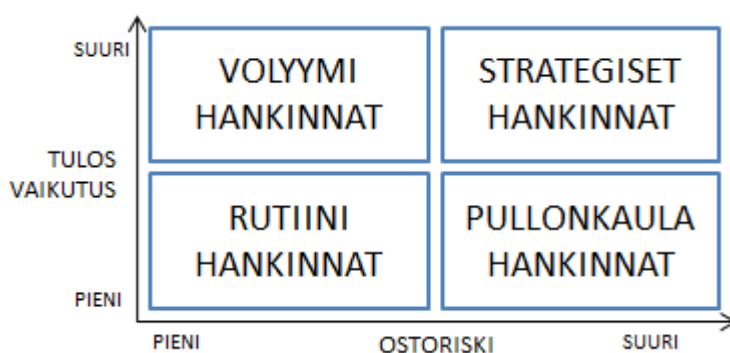 SUURI
VOLYYMI
HANKINNAT
STRATEGISET
HANKINNAT
TULOS
VAIKUTUS
RUTIINI
HANKINNAT
PULLONKAULA
HANKINNAT
PIENI
PIENI
OSTORISKI
SUURI